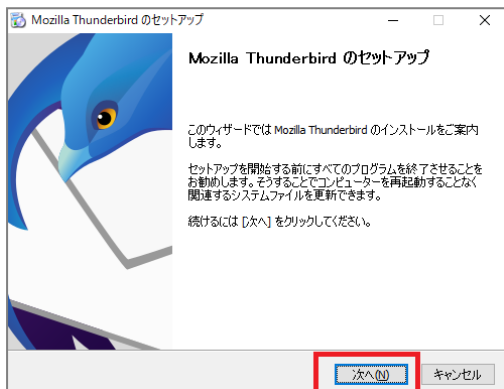 Mozilla Thunderbird のセットアップ
Mozilla Thunderbird のセットアップ
このウィザードでは Mozilla Thunderbird のインストールをご案内
します。
セットアップを開始する前にすべてのプログラムを終了させることを
お勧めします。そうすることでコンピューターを再起動することなく
関連するシステムファイルを更新できます。
続けるには [次へ] をクリックしてください。
次へ(N)
キャンセル